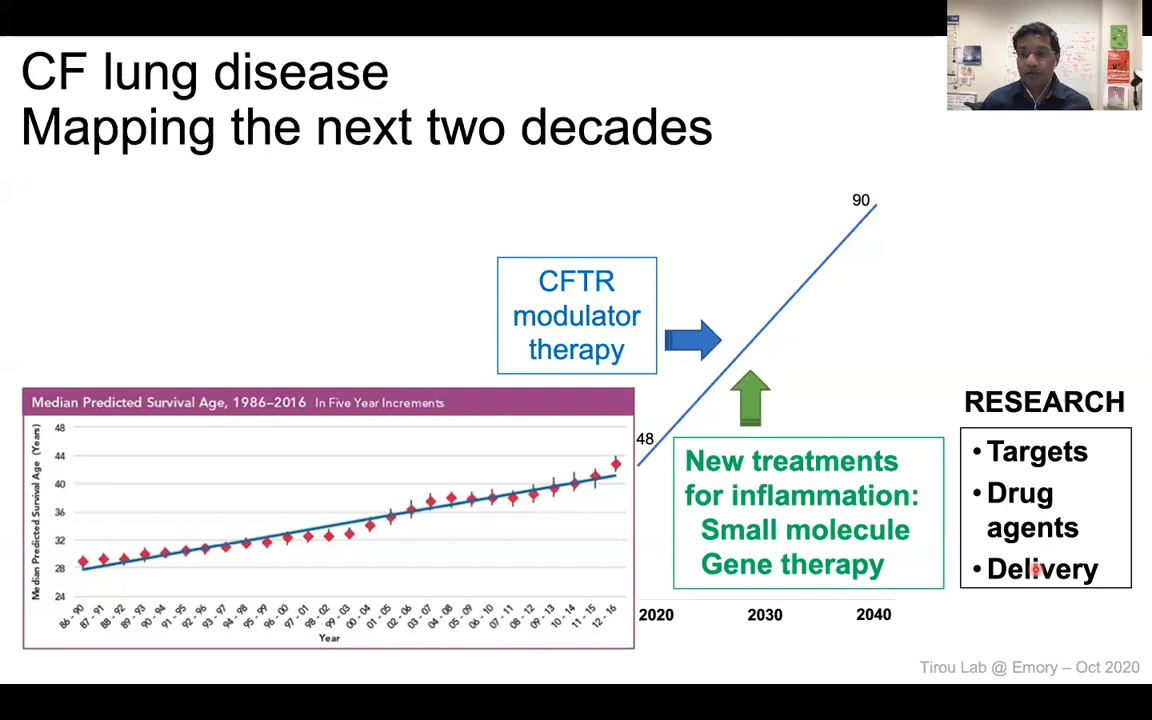 CF lung disease
Mapping the next two decades
90
CFTR
modulator
therapy
Median Predicted Survival Age, 1986–2016 In Five Year Increments
Median Predicted Survival Age (Years)
48
44
40
36
32
28
24
86 - 90
87 - 91
88 - 92
89 - 93
90 - 94
91 - 95
92 - 96
93 - 97
94 - 98
95 - 99
96 - 00
97 - 01
98 - 02
99 - 03
00 - 04
01 - 05
02 - 06
03 - 07
04 - 08
05 - 09
06 - 10
07 - 11
08 - 12
09 - 13
10 - 14
11 - 15
12 - 16
Year
48
New treatments
for inflammation:
Small molecule
Gene therapy
2020
2030
2040
RESEARCH
• Targets
• Drug
agents
• Delivery
Tirou Lab @ Emory – Oct 2020